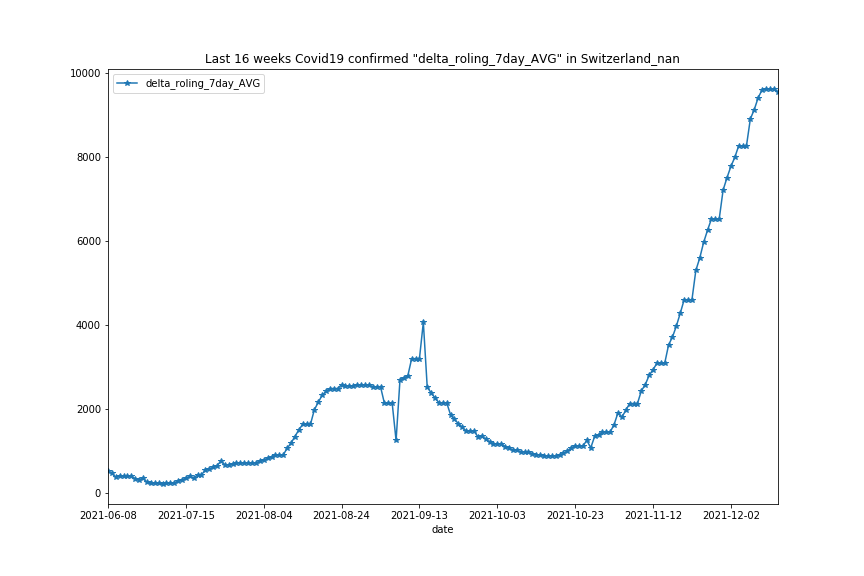 Last 16 weeks Covid19 confirmed "delta_roling_7day_AVG" in Switzerland_nan
delta_roling_7day_AVG
10000
8000
6000
4000
2000
0
2021-06-08 2021-07-15 2021-08-04 2021-08-24 2021-09-13 2021-10-03 2021-10-23 2021-11-12 2021-12-02
date